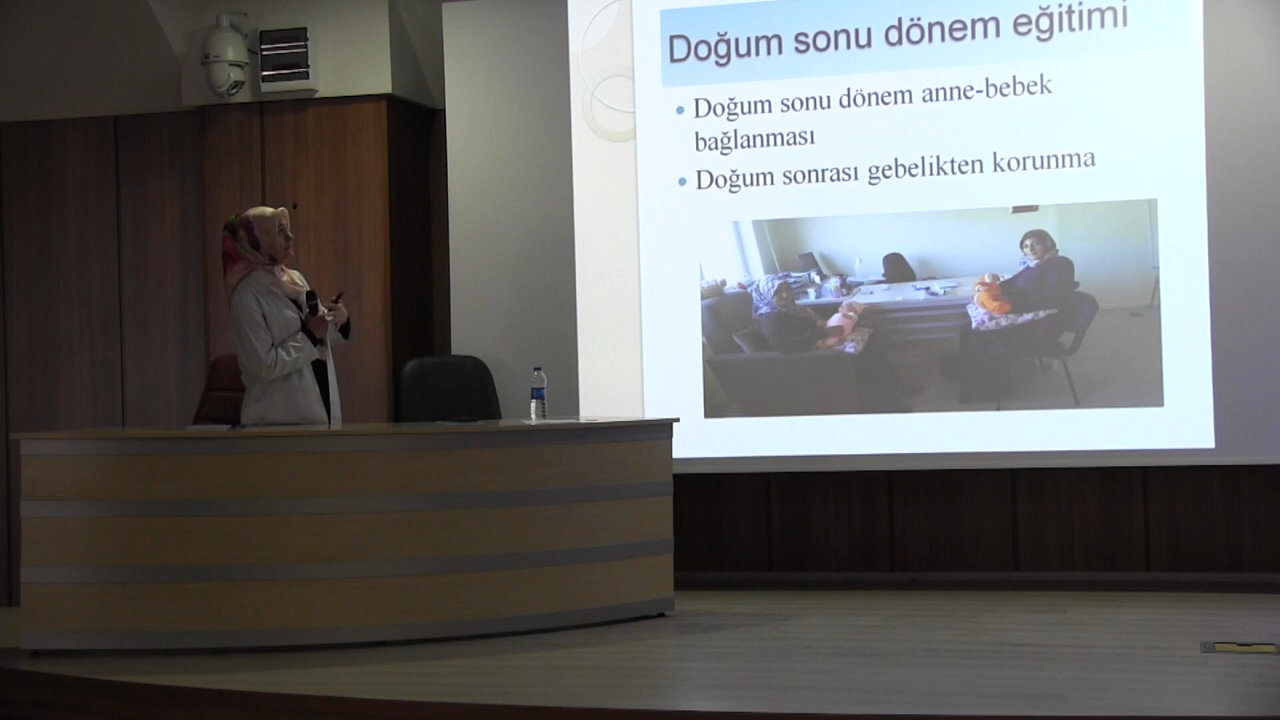 Doğum sonu dönem eğitimi
• Doğum sonu dönem anne-bebek
bağlanması
• Doğum sonrası gebelikten korunma